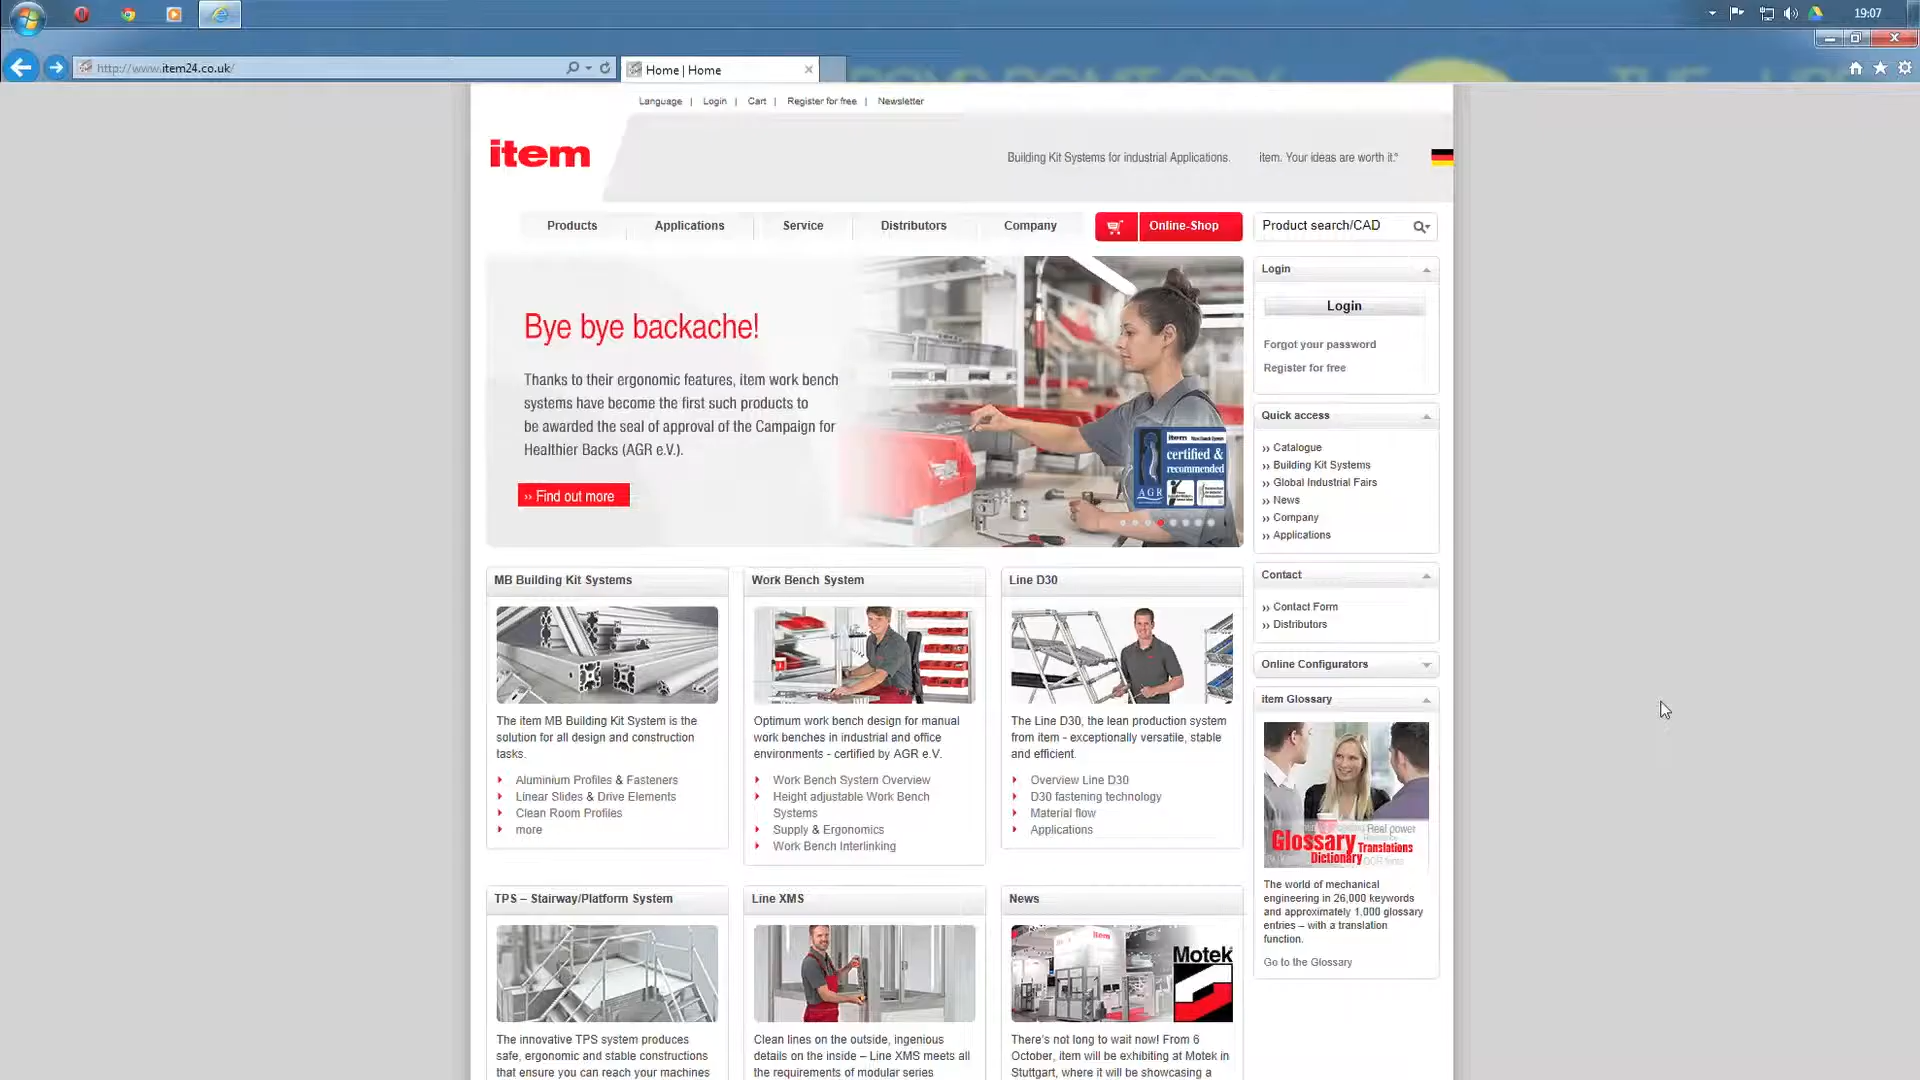 19:07
http://www.item24.co.uk/
Home | Home
Language | Login | Cart | Register for free | Newsletter
item
Building Kit Systems for industrial Applications. item. Your ideas are worth it.®
Products
Applications
Service
Distributors
Company
Online-Shop
Product search/CAD
Bye bye backache!
Thanks to their ergonomic features, item work bench
systems have become the first such products to
be awarded the seal of approval of the Campaign for
Healthier Backs (AGR e.V.).
›› Find out more
item
certified &
recommended
AGR
Login
Login
Forgot your password
Register for free
Quick access
›› Catalogue
›› Building Kit Systems
›› Global Industrial Fairs
›› News
›› Company
›› Applications
Contact
›› Contact Form
›› Distributors
Online Configurators
item Glossary
Real power
Glossary
Translations
Dictionary
The world of mechanical
engineering in 26,000 keywords
and approximately 1,000 glossary
entries – with a translation
function.
Go to the Glossary
MB Building Kit Systems
The item MB Building Kit System is the
solution for all design and construction
tasks.
Aluminium Profiles & Fasteners
Linear Slides & Drive Elements
Clean Room Profiles
more
Work Bench System
Optimum work bench design for manual
work benches in industrial and office
environments - certified by AGR e.V.
Work Bench System Overview
Height adjustable Work Bench
Systems
Supply & Ergonomics
Work Bench Interlinking
Line D30
The Line D30, the lean production system
from item - exceptionally versatile, stable
and efficient.
Overview Line D30
D30 fastening technology
Material flow
Applications
TPS – Stairway/Platform System
The innovative TPS system produces
safe, ergonomic and stable constructions
that ensure you can reach your machines
Line XMS
Clean lines on the outside, ingenious
details on the inside – Line XMS meets all
the requirements of modular series
News
item
Motek
There's not long to wait now! From 6
October, item will be exhibiting at Motek in
Stuttgart, where it will be showcasing a